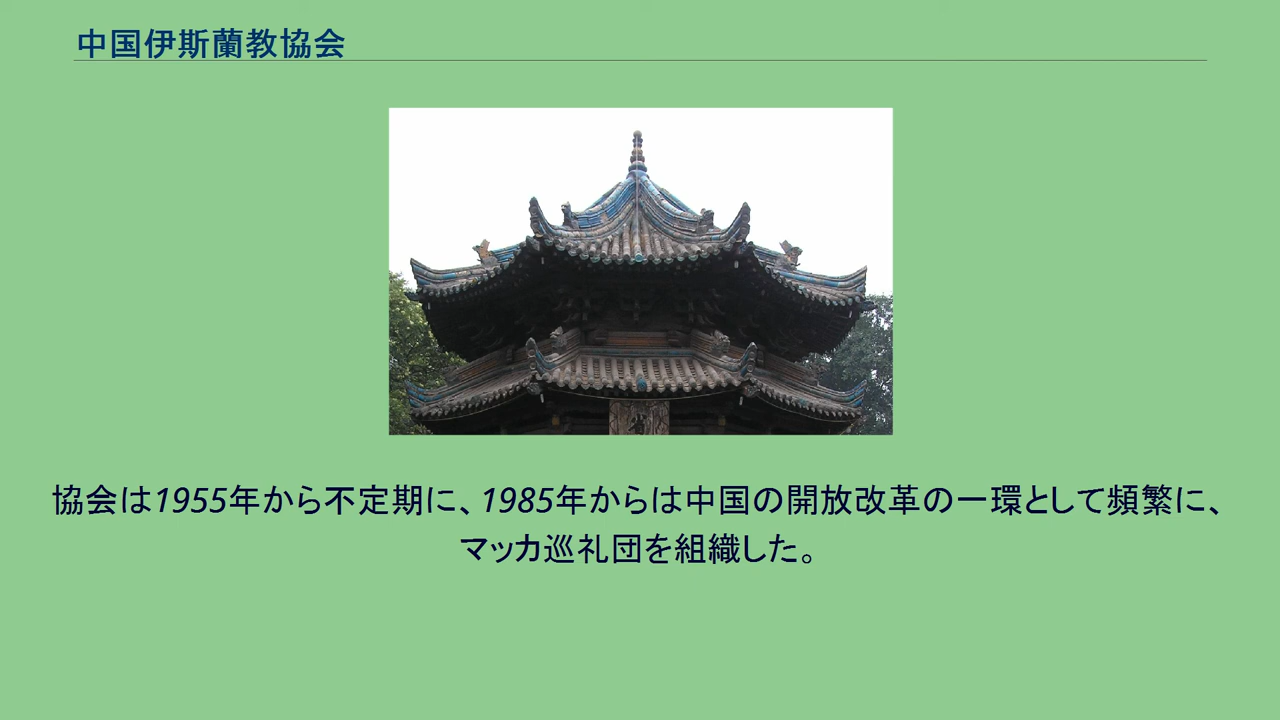 中国伊斯蘭教協会
協会は1955年から不定期に、1985年からは中国の開放改革の一環として頻繁に、
マッカ巡礼団を組織した。